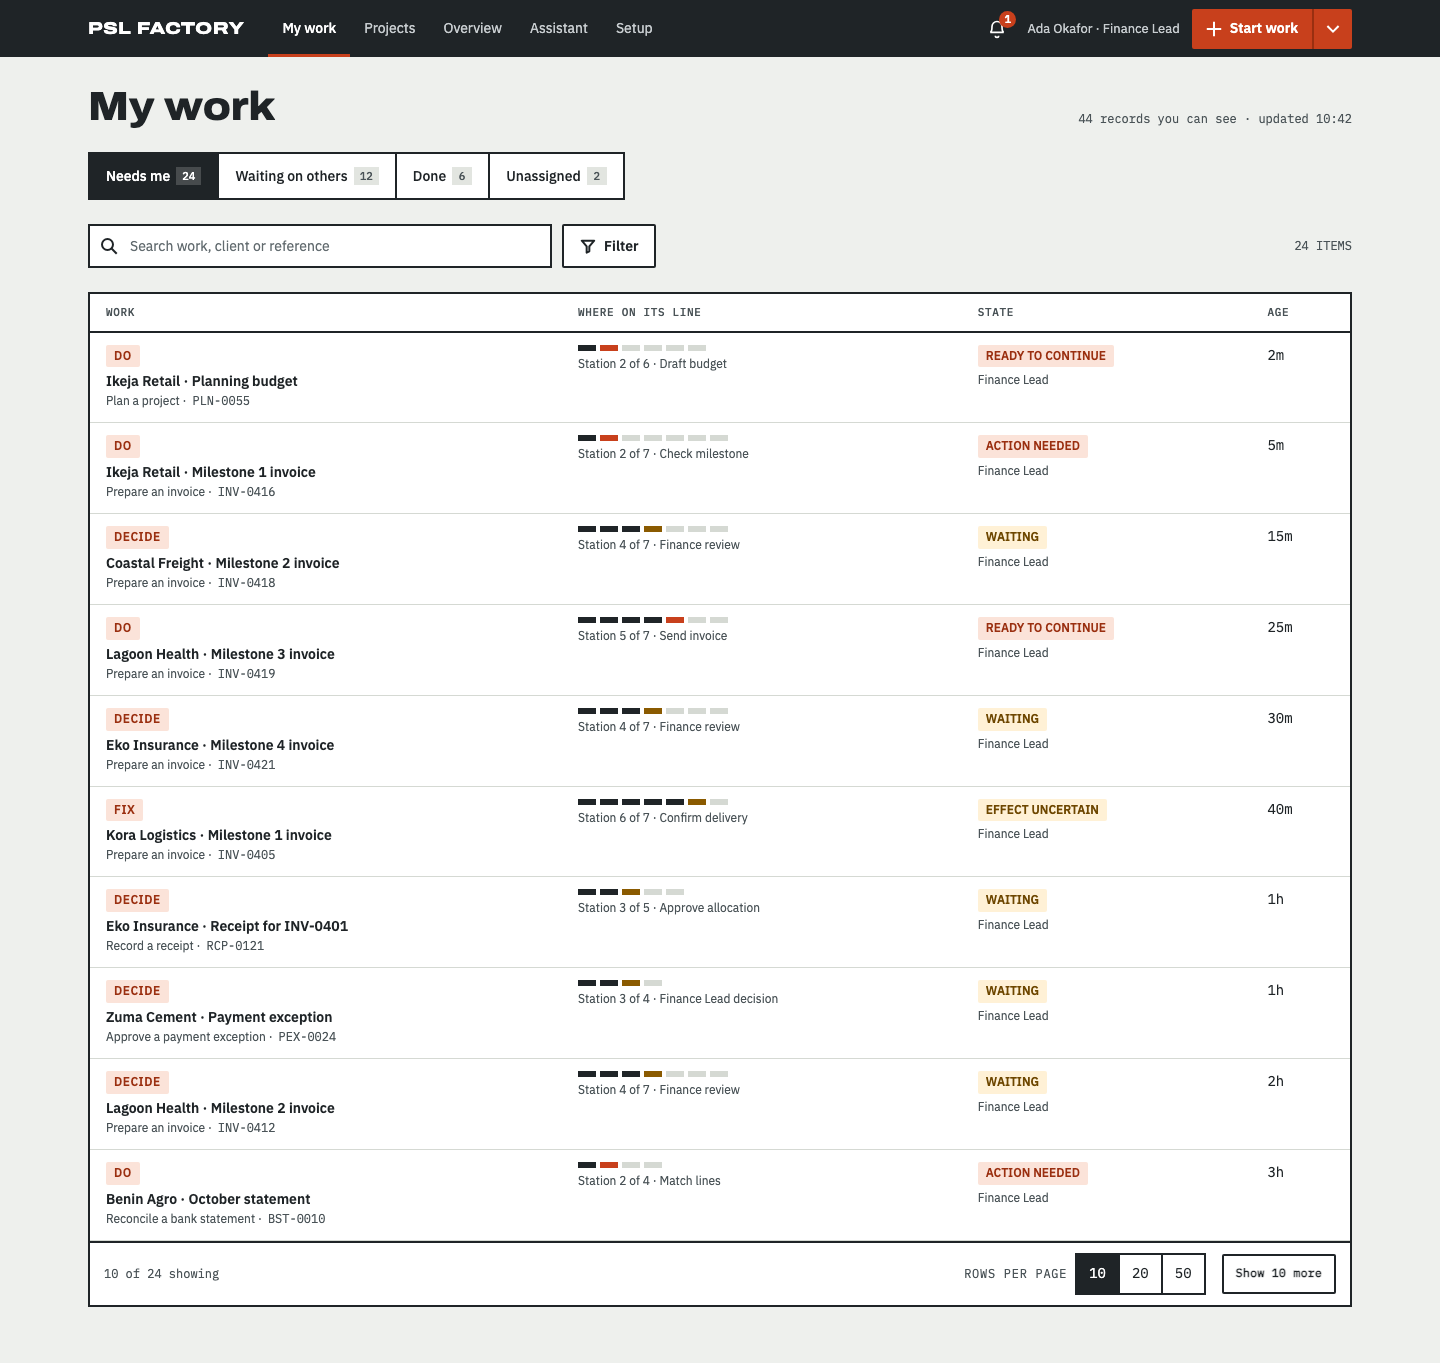 PSL FACTORY My work Projects Overview Assistant Setup 1 Ada Okafor · Finance Lead Start work
My work
44 records you can see · updated 10:42
Needs me 24 Waiting on others 12 Done 6 Unassigned 2
Search work, client or reference Filter 24 ITEMS
WORK WHERE ON ITS LINE STATE AGE
DO READY TO CONTINUE 2m
Station 2 of 6 · Draft budget
Ikeja Retail · Planning budget Finance Lead
Plan a project · PLN-0055
DO ACTION NEEDED 5m
Station 2 of 7 · Check milestone
Ikeja Retail · Milestone 1 invoice Finance Lead
Prepare an invoice · INV-0416
DECIDE WAITING 15m
Station 4 of 7 · Finance review
Coastal Freight · Milestone 2 invoice Finance Lead
Prepare an invoice · INV-0418
DO READY TO CONTINUE 25m
Station 5 of 7 · Send invoice
Lagoon Health · Milestone 3 invoice Finance Lead
Prepare an invoice · INV-0419
DECIDE WAITING 30m
Station 4 of 7 · Finance review
Eko Insurance · Milestone 4 invoice Finance Lead
Prepare an invoice · INV-0421
FIX EFFECT UNCERTAIN 40m
Station 6 of 7 · Confirm delivery
Kora Logistics · Milestone 1 invoice Finance Lead
Prepare an invoice · INV-0405
DECIDE WAITING 1h
Station 3 of 5 · Approve allocation
Eko Insurance · Receipt for INV-0401 Finance Lead
Record a receipt · RCP-0121
DECIDE WAITING 1h
Station 3 of 4 · Finance Lead decision
Zuma Cement · Payment exception Finance Lead
Approve a payment exception · PEX-0024
DECIDE WAITING 2h
Station 4 of 7 · Finance review
Lagoon Health · Milestone 2 invoice Finance Lead
Prepare an invoice · INV-0412
DO ACTION NEEDED 3h
Station 2 of 4 · Match lines
Benin Agro · October statement Finance Lead
Reconcile a bank statement · BST-0010
10 of 24 showing ROWS PER PAGE 10 20 50 Show 10 more